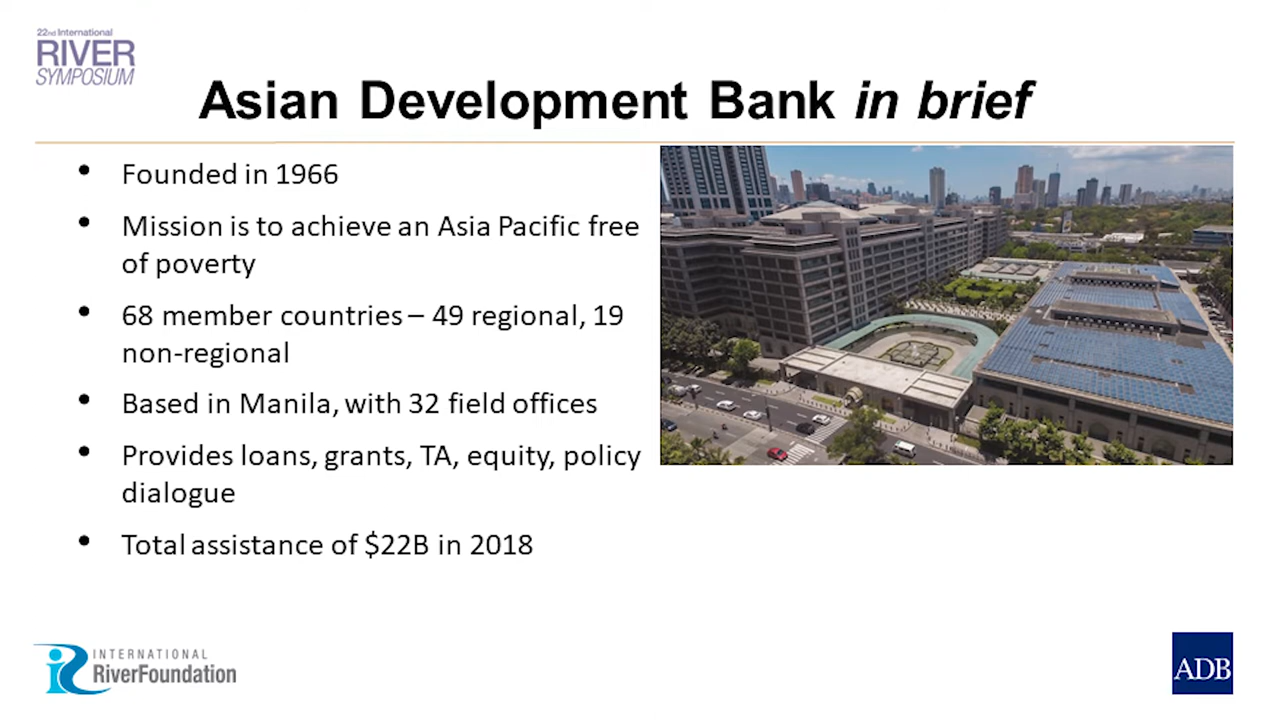 22nd International
RIVER
SYMPOSIUM
Asian Development Bank in brief
• Founded in 1966
• Mission is to achieve an Asia Pacific free
of poverty
• 68 member countries – 49 regional, 19
non-regional
• Based in Manila, with 32 field offices
• Provides loans, grants, TA, equity, policy
dialogue
• Total assistance of $22B in 2018
INTERNATIONAL
RiverFoundation
ADB